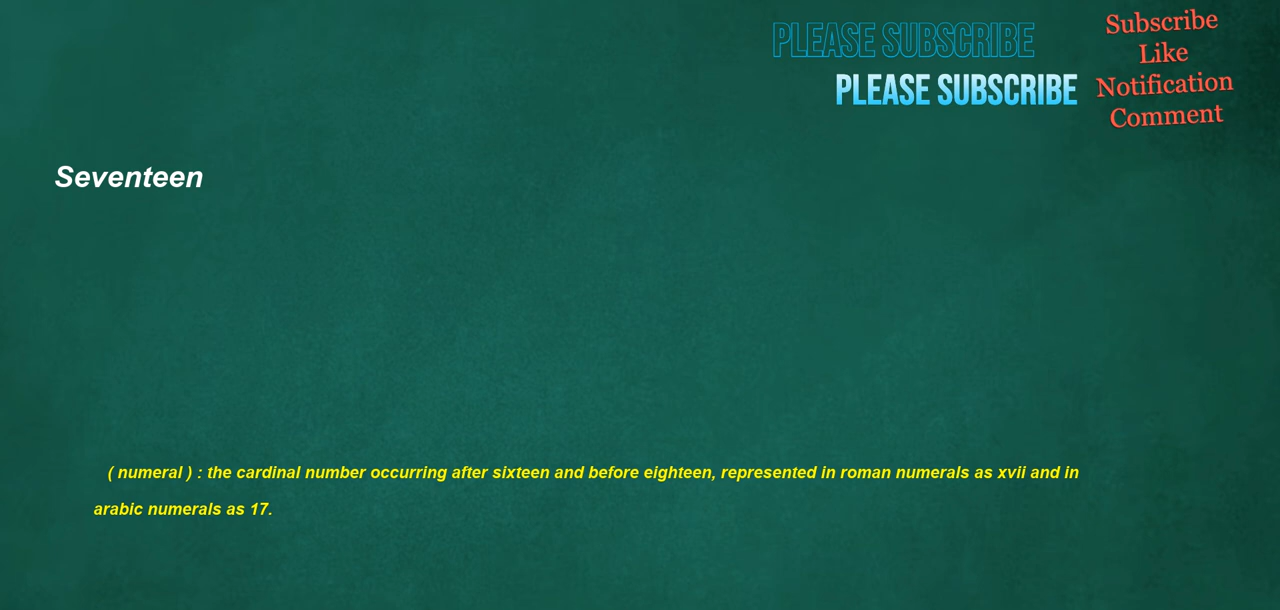 PLEASE SUBSCRIBE
PLEASE SUBSCRIBE
Subscribe
Like
Notification
Comment
Seventeen
( numeral ) : the cardinal number occurring after sixteen and before eighteen, represented in roman numerals as xvii and in
arabic numerals as 17.